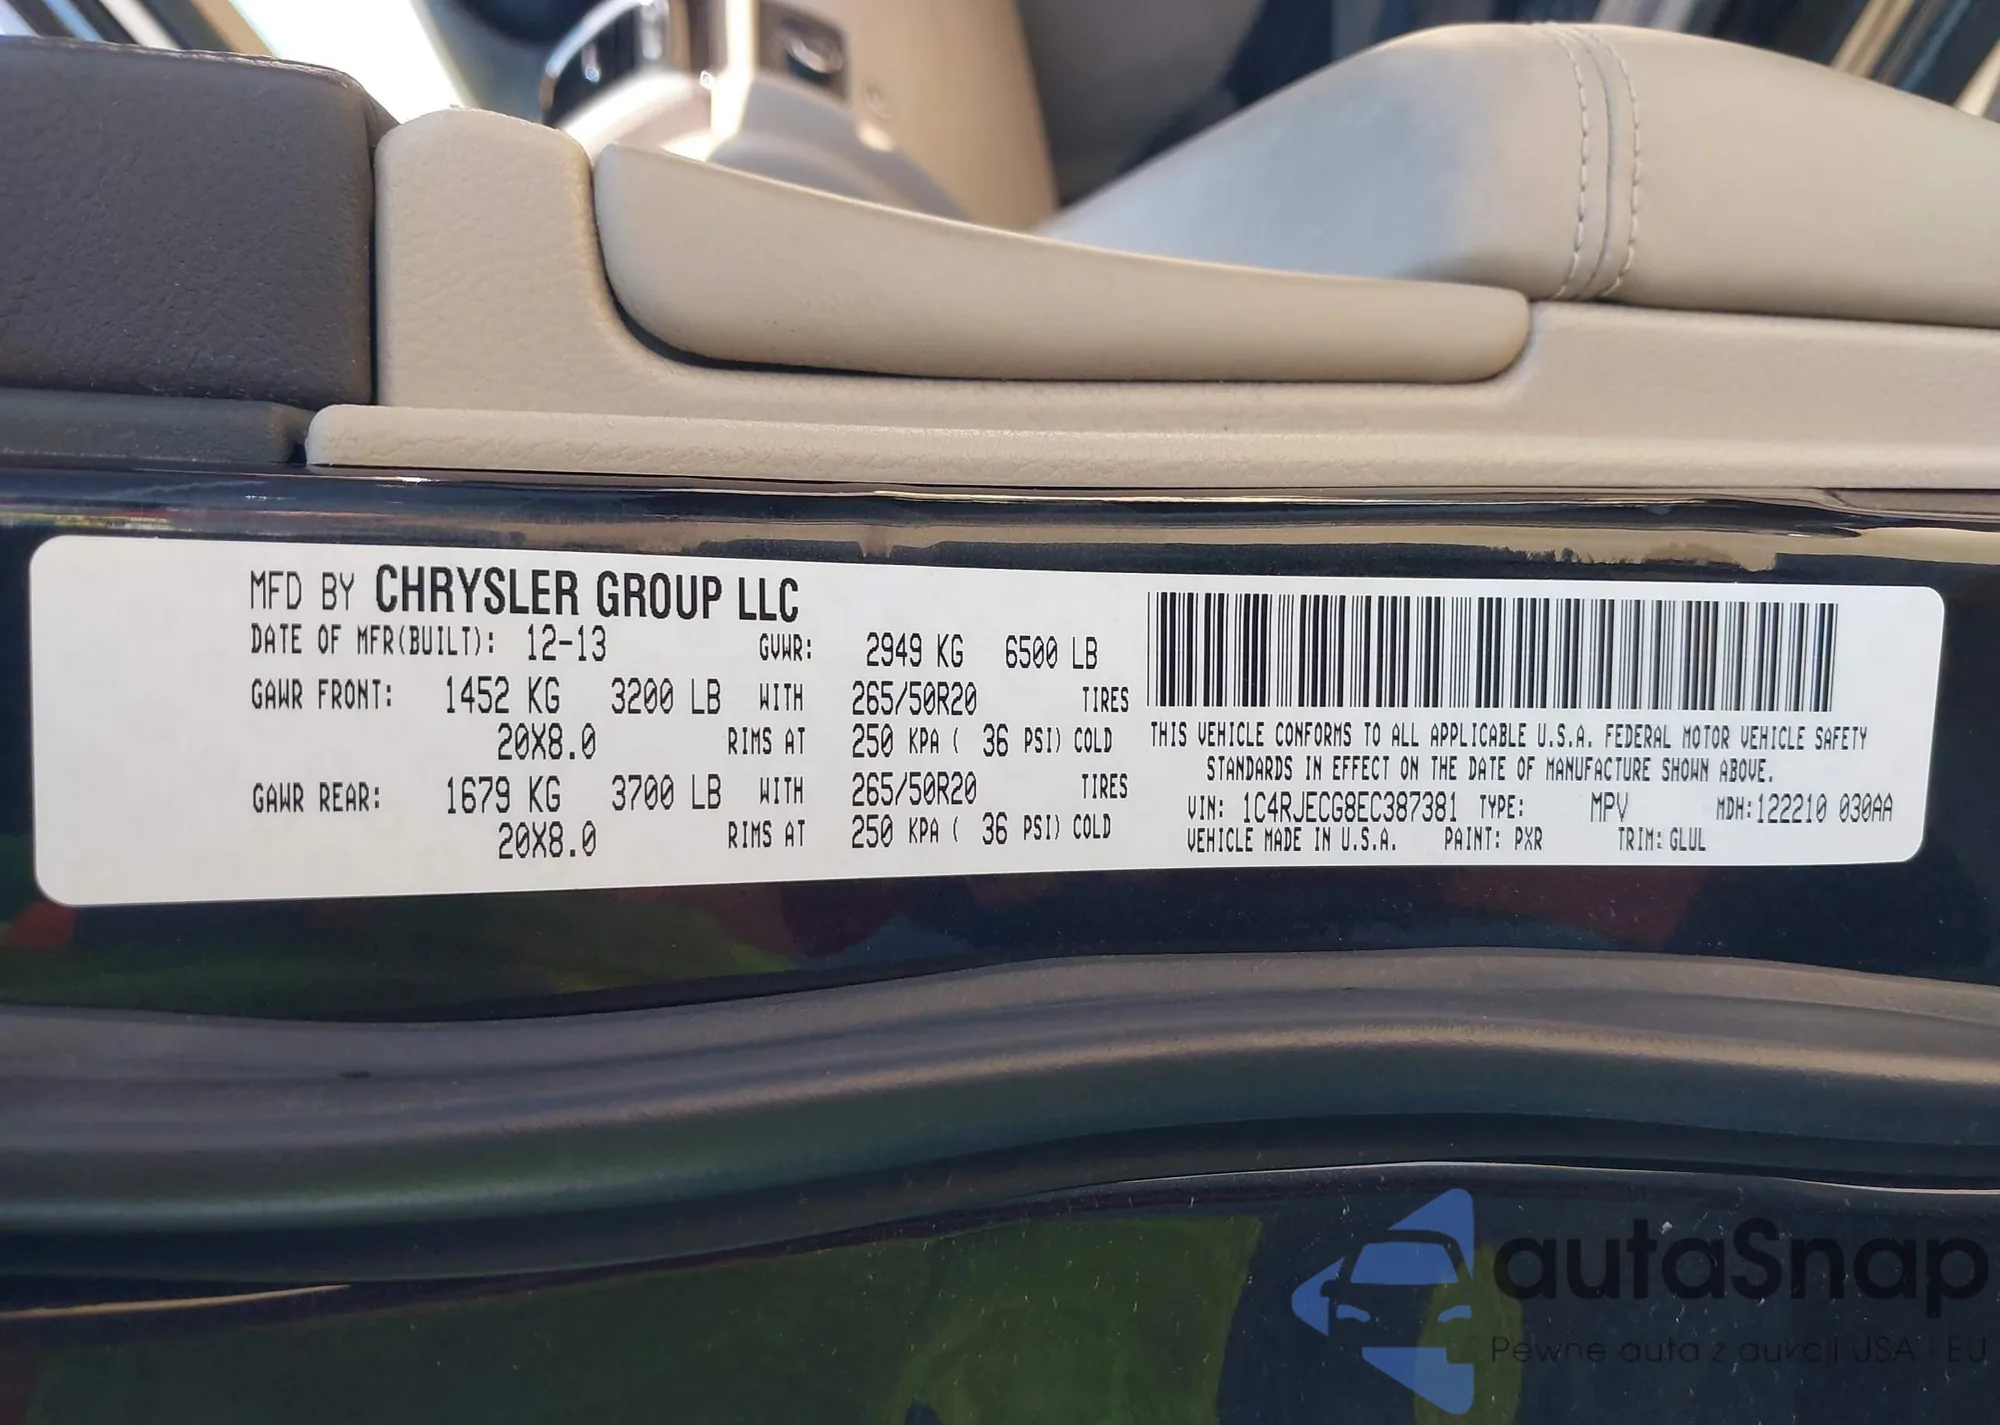 MFD BY CHRYSLER GROUP LLC
DATE OF MFR(BUILT): 12-13 GVWR: 2949 KG 6500 LB
GAWR FRONT: 1452 KG 3200 LB WITH 265/50R20 TIRES
20X8.0 RIMS AT 250 KPA ( 36 PSI) COLD
GAWR REAR: 1679 KG 3700 LB WITH 265/50R20 TIRES
20X8.0 RIMS AT 250 KPA ( 36 PSI) COLD
THIS VEHICLE CONFORMS TO ALL APPLICABLE U.S.A. FEDERAL MOTOR VEHICLE SAFETY
STANDARDS IN EFFECT ON THE DATE OF MANUFACTURE SHOWN ABOVE.
VIN: 1C4RJECG8EC387381 TYPE: MPV MDH:122210 030AA
VEHICLE MADE IN U.S.A. PAINT: PXR TRIM: GLUL
autaSnap
Pewne auta z aukcji USA i EU